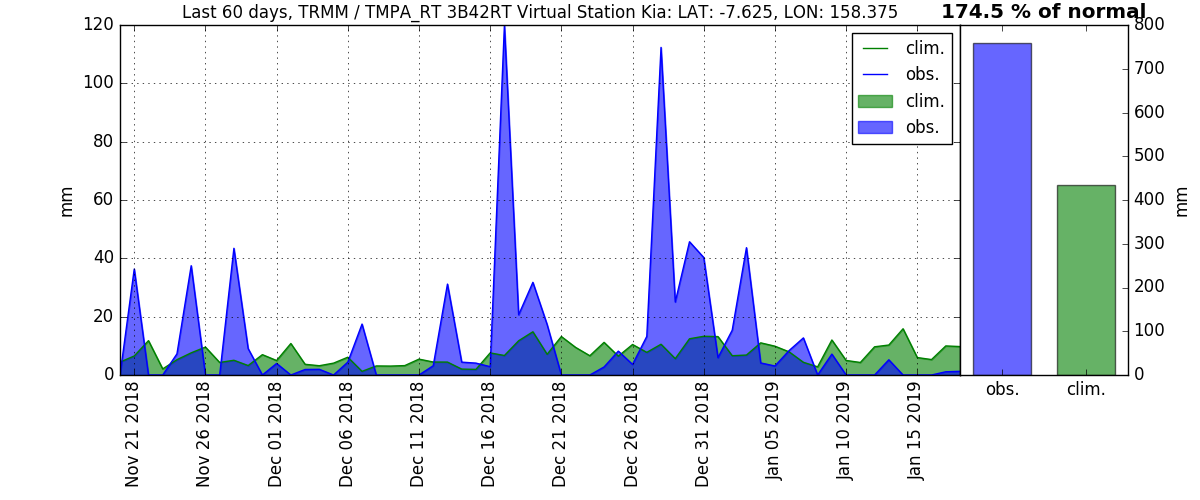 Last 60 days, TRMM / TMPA_RT 3B42RT Virtual Station Kia: LAT: -7.625, LON: 158.375
174.5 % of normal
120
100
80
60
40
20
0
mm
clim.
obs.
clim.
obs.
Nov 21 2018
Nov 26 2018
Dec 01 2018
Dec 06 2018
Dec 11 2018
Dec 16 2018
Dec 21 2018
Dec 26 2018
Dec 31 2018
Jan 05 2019
Jan 10 2019
Jan 15 2019
800
700
600
500
400
300
200
100
0
mm
obs.
clim.